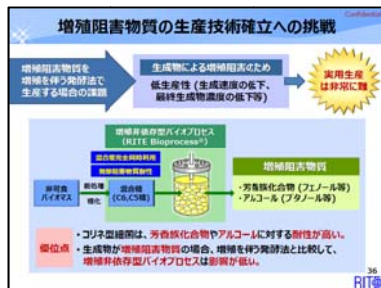 Confidential
増殖阻害物質の生産技術確立への挑戦
増殖阻害物質を
増殖を伴う発酵法で
生産する場合の課題
生成物による増殖阻害のため
低生産性 (生成速度の低下、
最終生成物濃度の低下等)
実用生産
は非常に難
増殖非依存型バイオプロセス
(RITE Bioprocess®)
混合糖完全同時利用
発酵阻害物質耐性
非可食
バイオマス
前処理
糖化
混合糖
(C6,C5糖)
増殖阻害物質
・芳香族化合物 (フェノール等)
・アルコール (ブタノール等)
優位点
• コリネ型細菌は、芳香族化合物やアルコールに対する耐性が高い。
• 生成物が増殖阻害物質の場合、増殖を伴う発酵法と比較して、
増殖非依存型バイオプロセスは影響が低い。
36
RITE